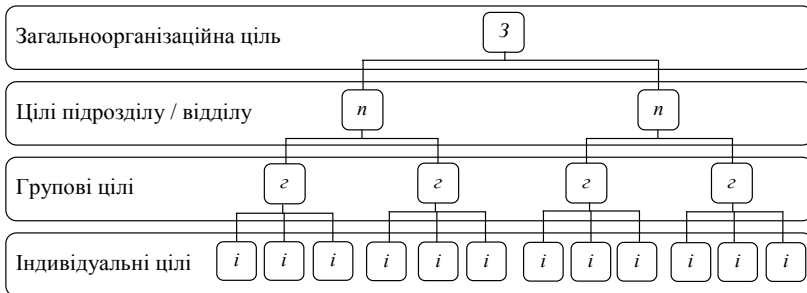 Загальноорганізаційна ціль З
Цілі підрозділу / відділу п п
Групові цілі г г г г
Індивідуальні цілі і і і і і і і і і і і і